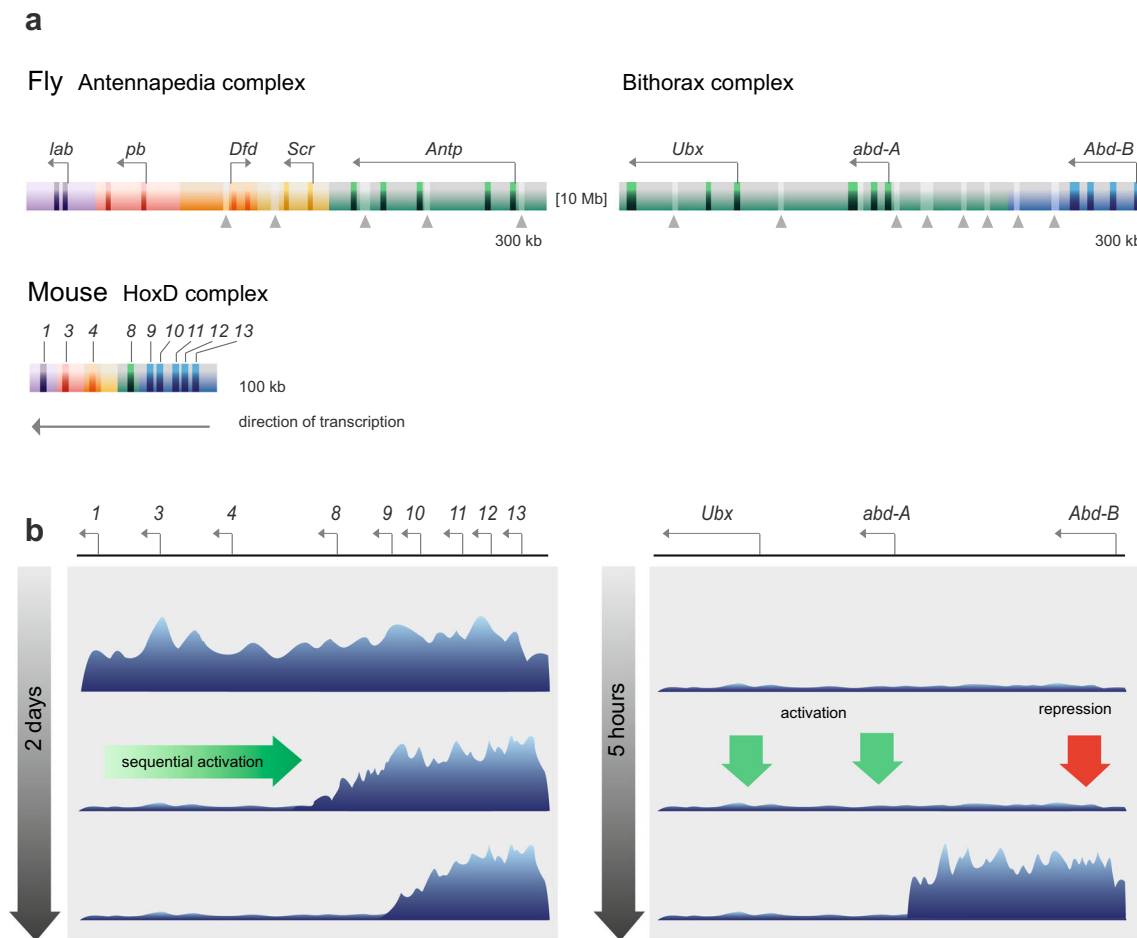 a
Fly Antennapedia complex
Bithorax complex
lab pb Dfd Scr Antp
Ubx abd-A Abd-B
[10 Mb]
300 kb
300 kb
Mouse HoxD complex
1 3 4 8 9 10 11 12 13
100 kb
direction of transcription
b
1 3 4 8 9 10 11 12 13
2 days
sequential activation
Ubx abd-A Abd-B
5 hours
activation
repression